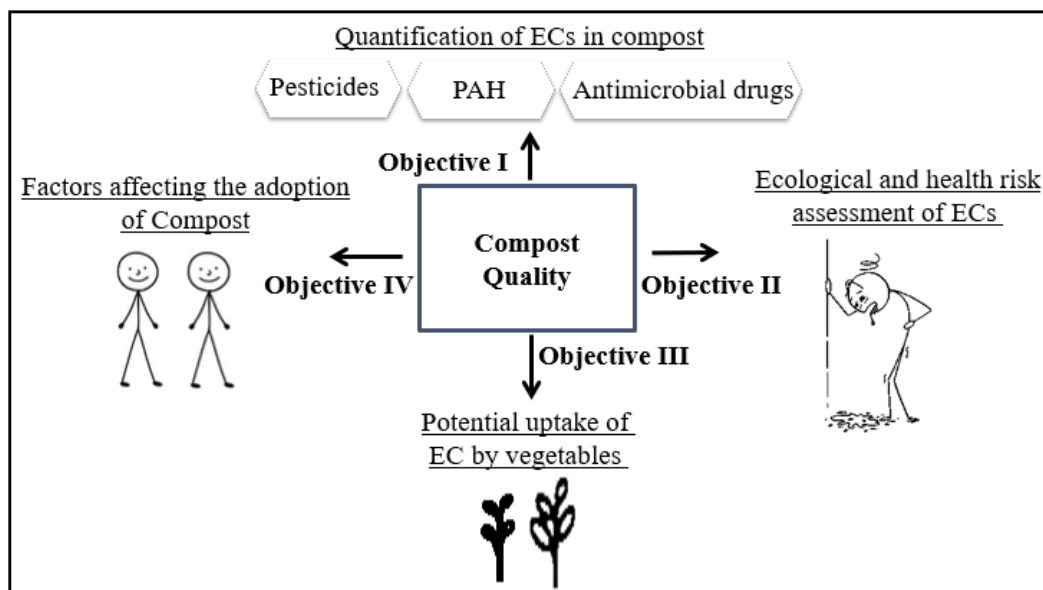 Quantification of ECs in compost
Pesticides
PAH
Antimicrobial drugs
Objective I
Factors affecting the adoption
of Compost
Ecological and health risk
assessment of ECs
Compost
Quality
Objective IV
Objective II
Objective III
Potential uptake of
EC by vegetables